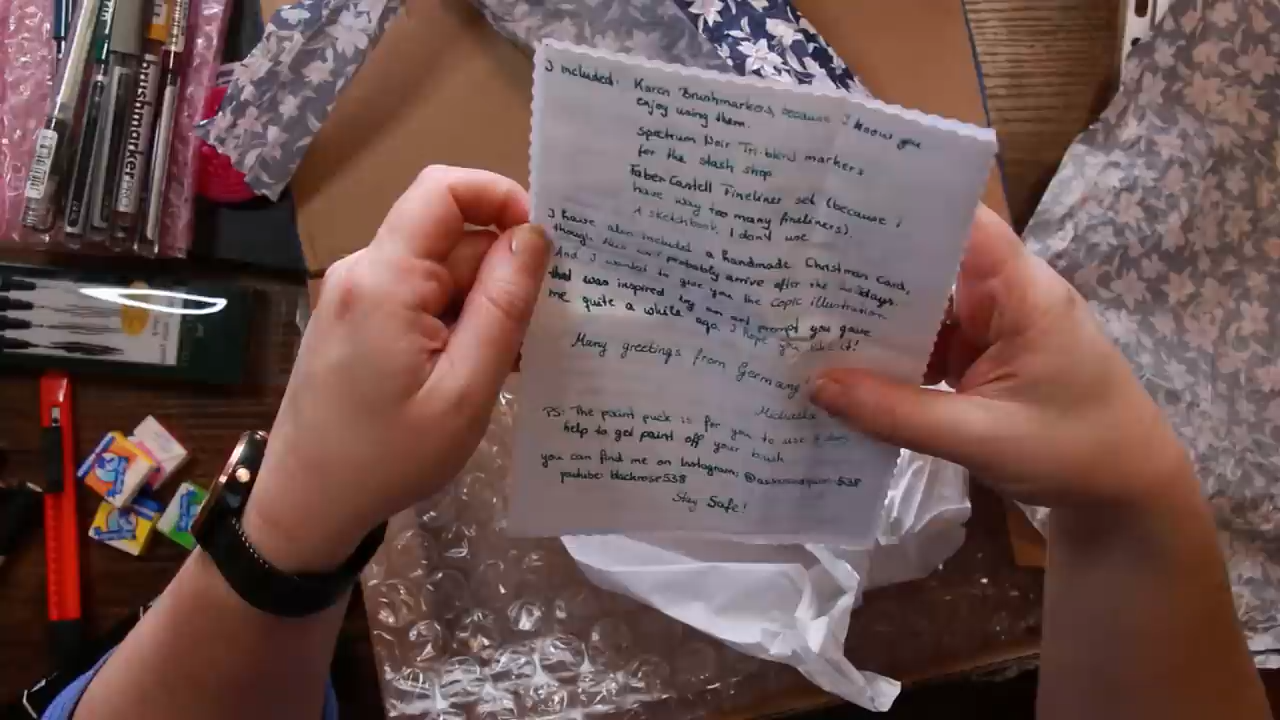 I included: Karin Brushmarkers, because I know you
enjoy using them.
Spectrum Noir Tri-blend markers
for the stash shop
Faber Castell Fineliner set (because i
have way too many fineliners).
A sketchbook, I don't use
I have also included a handmade Christmas Card,
though this will probably arrive after the holidays.
And I wanted to give you the Copic illustration
that was inspired by an art prompt you gave
me quite a while ago. I hope you like it!
Many greetings from Germany!
PS: The paint puck is for you to use
help to get paint off your brush
you can find me on Instagram:
youtube: blackrose538
Stay Safe!
brushmarker